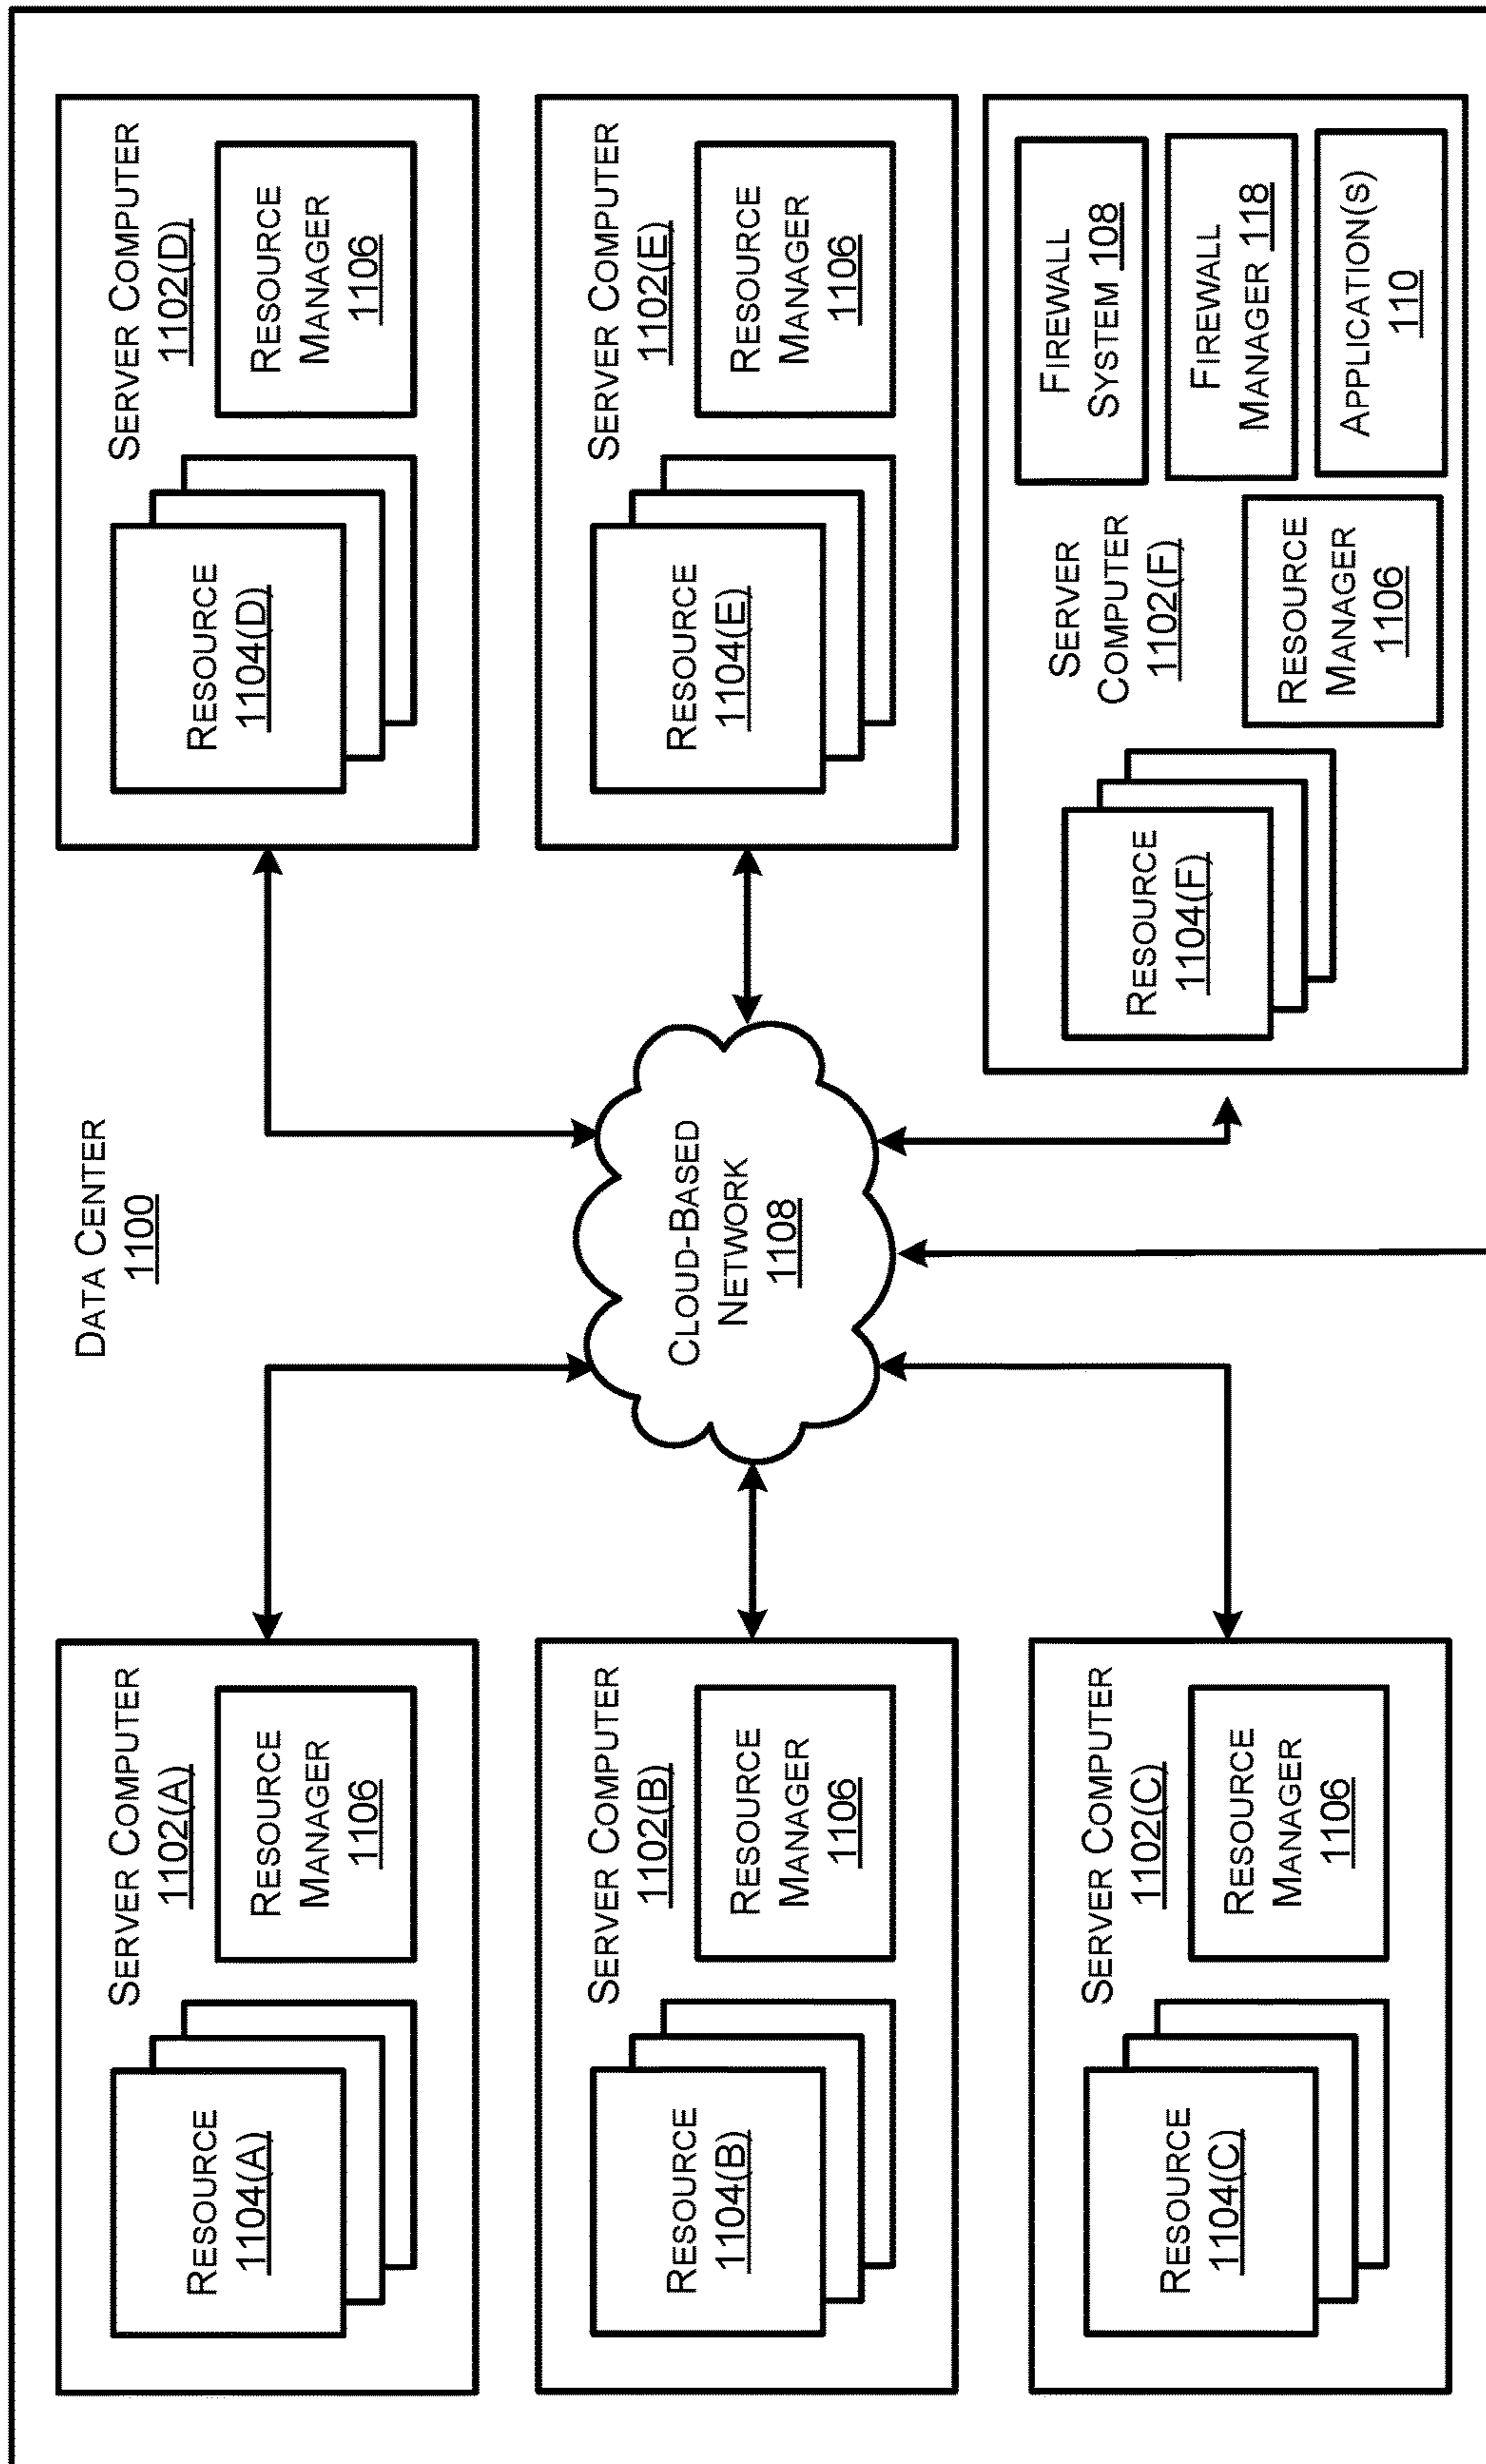 DATA CENTER
1100
SERVER COMPUTER
1102(A)
RESOURCE
1104(A)
RESOURCE
MANAGER
1106
SERVER COMPUTER
1102(B)
RESOURCE
1104(B)
RESOURCE
MANAGER
1106
SERVER COMPUTER
1102(C)
RESOURCE
1104(C)
RESOURCE
MANAGER
1106
CLOUD-BASED
NETWORK
1108
SERVER COMPUTER
1102(D)
RESOURCE
1104(D)
RESOURCE
MANAGER
1106
SERVER COMPUTER
1102(E)
RESOURCE
1104(E)
RESOURCE
MANAGER
1106
SERVER
COMPUTER
1102(F)
RESOURCE
1104(F)
RESOURCE
MANAGER
1106
FIREWALL
SYSTEM 108
FIREWALL
MANAGER 118
APPLICATION(S)
110